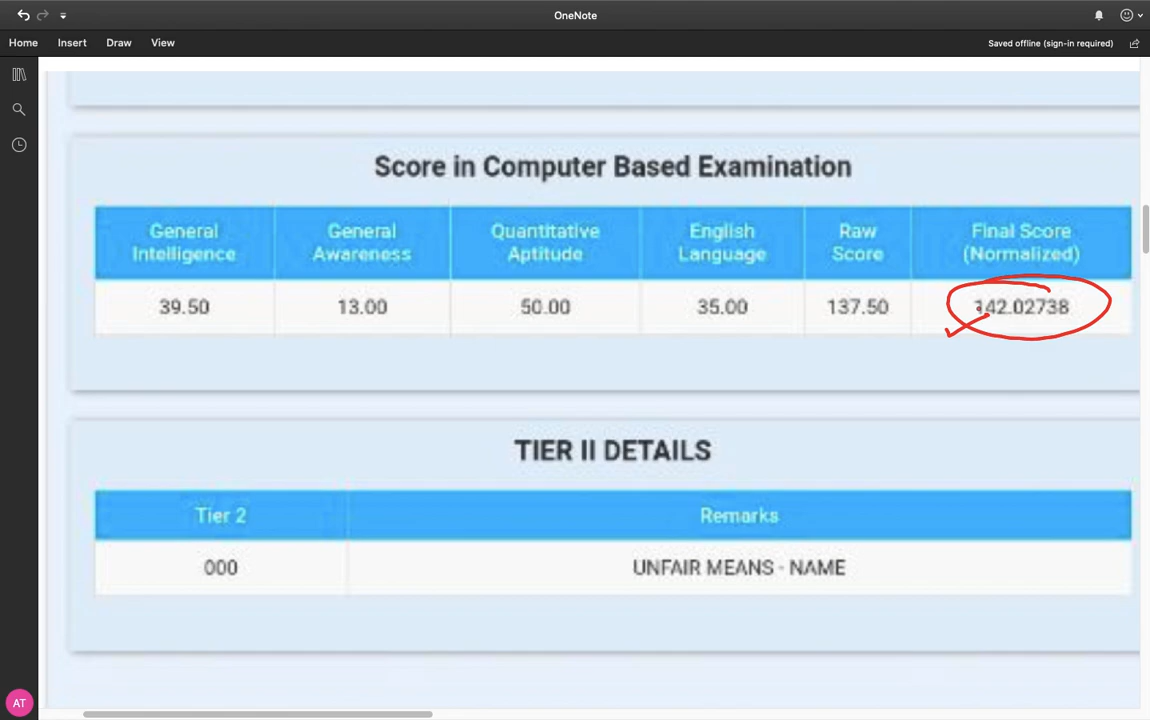 OneNote
Home Insert Draw View Saved offline (sign-in required)
Score in Computer Based Examination
General Intelligence General Awareness Quantitative Aptitude English Language Raw Score Final Score (Normalized)
39.50 13.00 50.00 35.00 137.50 142.02738
TIER II DETAILS
Tier 2 Remarks
000 UNFAIR MEANS - NAME
AT